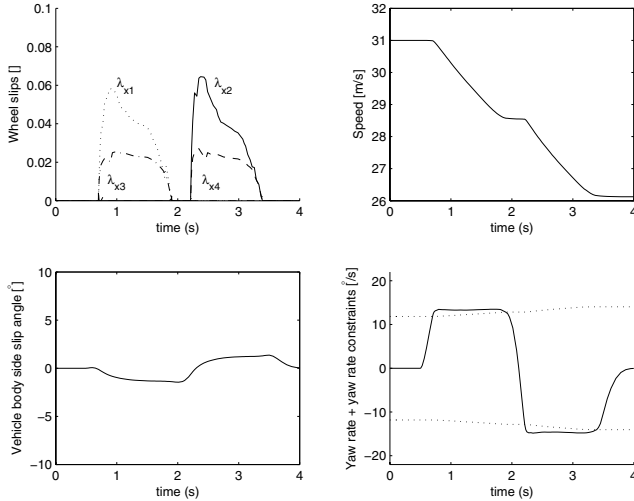 0.1
0.08
0.06
0.04
0.02
0
Wheel slips []
λx1
λx2
λx3
λx4
0 1 2 3 4
time (s)
31
30
29
28
27
26
Speed [m/s]
0 1 2 3 4
time (s)
10
5
0
−5
−10
Vehicle body side slip angle [°]
0 1 2 3 4
time (s)
20
10
0
−10
−20
Yaw rate + yaw rate constraints [°/s]
0 1 2 3 4
time (s)